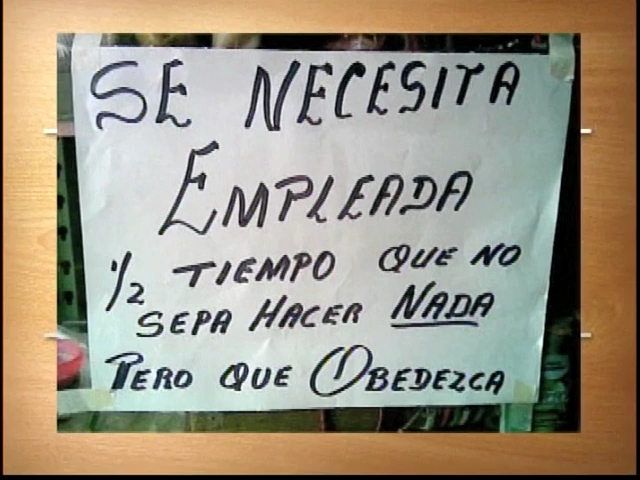 SE NECESITA
EMPLEADA
1/2 TIEMPO QUE NO
SEPA HACER NADA
PERO QUE OBEDEZCA